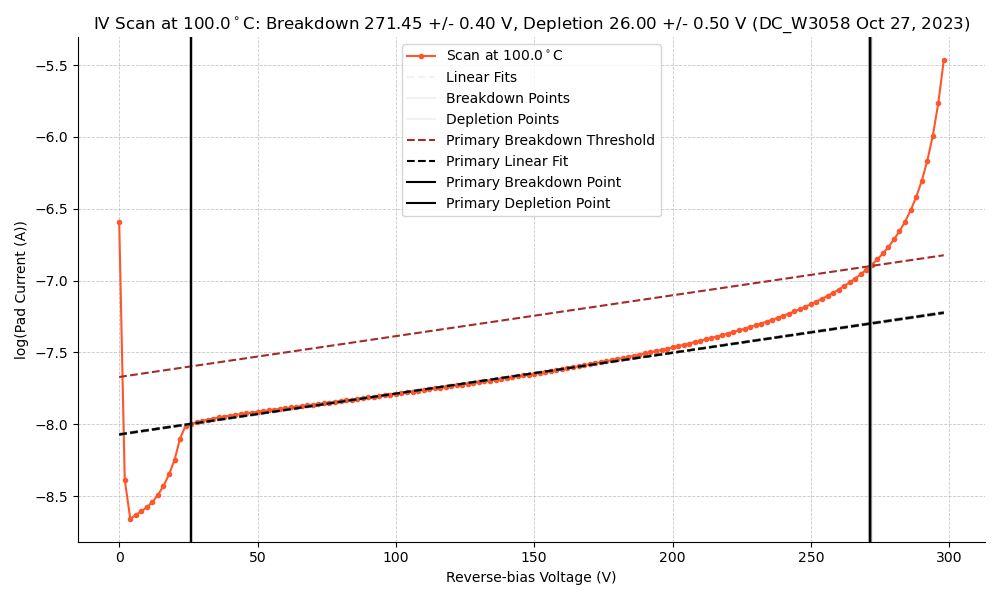 IV Scan at 100.0°C: Breakdown 271.45 +/- 0.40 V, Depletion 26.00 +/- 0.50 V (DC_W3058 Oct 27, 2023)
Scan at 100.0°C
Linear Fits
Breakdown Points
Depletion Points
Primary Breakdown Threshold
Primary Linear Fit
Primary Breakdown Point
Primary Depletion Point
log(Pad Current (A))
−5.5
−6.0
−6.5
−7.0
−7.5
−8.0
−8.5
0 50 100 150 200 250 300
Reverse-bias Voltage (V)